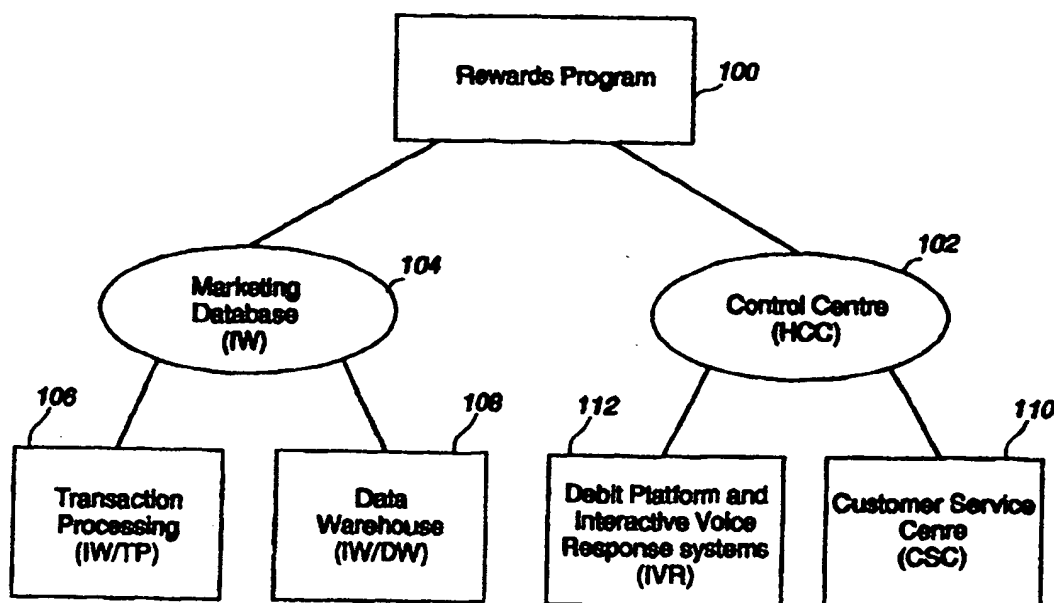 Rewards Program
100
104
Marketing
Database
(IW)
102
Control Centre
(HCC)
106
Transaction
Processing
(IW/TP)
108
Data
Warehouse
(IW/DW)
112
Debit Platform and
Interactive Voice
Response systems
(IVR)
110
Customer Service
Cenre
(CSC)